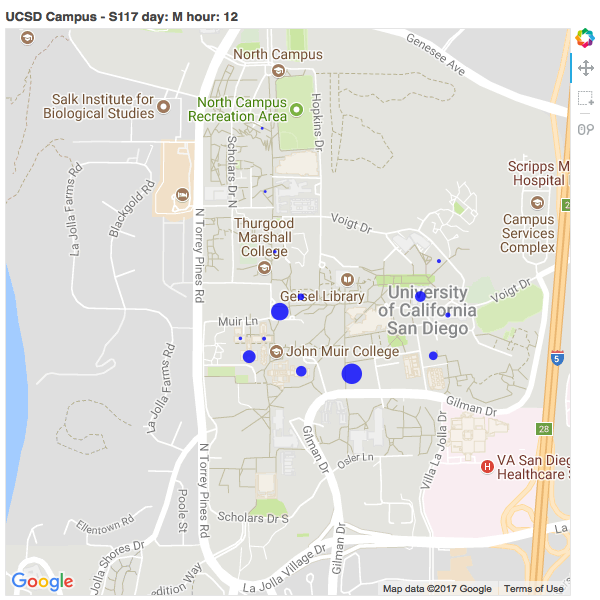 UCSD Campus - S117 day: M hour: 12
Genesee Ave
North Campus
Salk Institute for
Biological Studies
North Campus
Recreation Area
Hopkins Dr
Scholars Dr N
Scripps M
Hospital
La Jolla Farms Rd
Blackgold Rd
N Torrey Pines Rd
Voigt Dr
Campus
Services
Complex
Thurgood
Marshall
College
Geisel Library
Voigt Dr
University
of California
San Diego
Muir Ln
John Muir College
5
La Jolla Farms Rd
Gilman Dr
Gilman Dr
Villa La Jolla Dr
28
Osler Ln
N Torrey Pines Rd
VA San Dieg
Healthcare
Poole St
Ellentown Rd
Scholars Dr S
Gilman Dr
La
La Jolla Shores Dr
La Jolla Village Dr
edition Way
Google
Map data ©2017 Google
Terms of Use